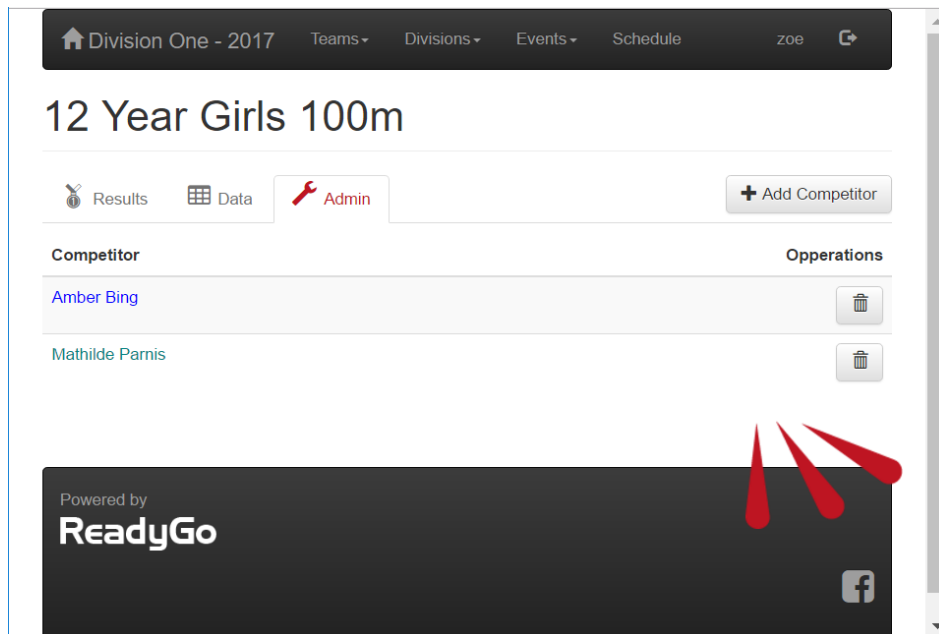 Division One - 2017 Teams Divisions Events Schedule zoe
12 Year Girls 100m
Results Data Admin Add Competitor
Competitor Opperations
Amber Bing
Mathilde Parnis
Powered by
ReadyGo